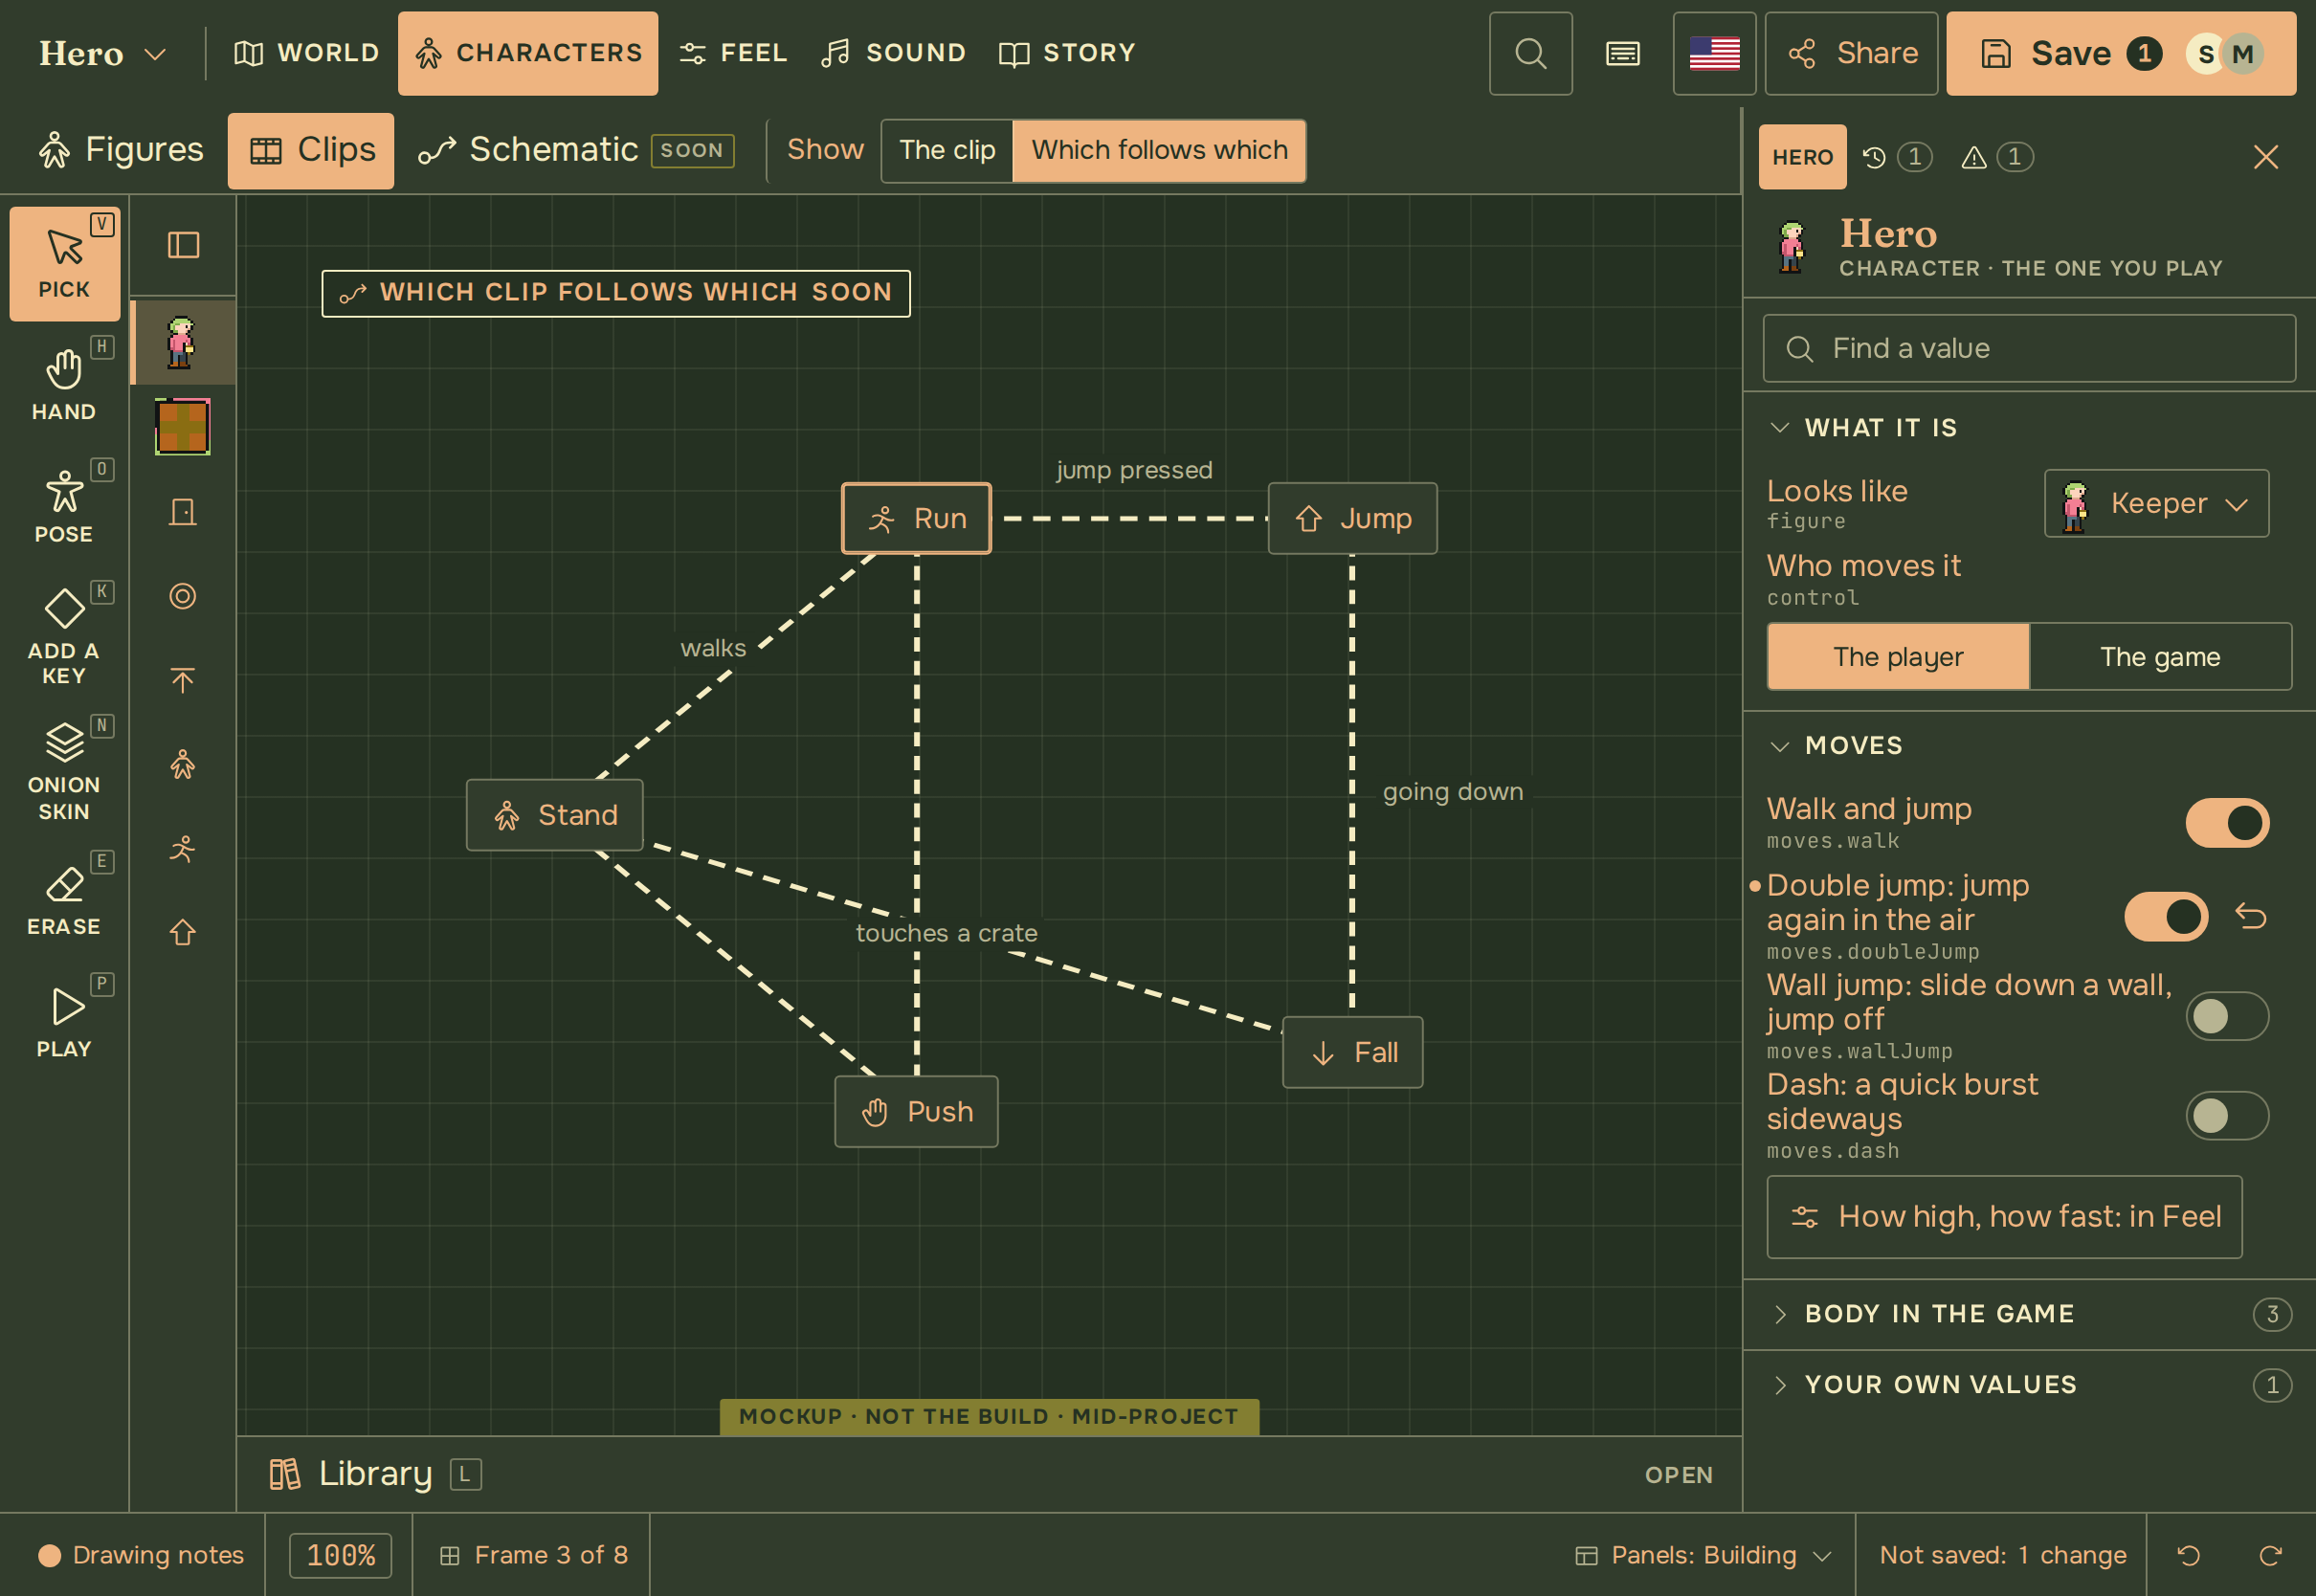 Hero
WORLD
CHARACTERS
FEEL
SOUND
STORY
Share
Save 1 S M
Figures
Clips
Schematic SOON
Show
The clip
Which follows which
HERO
1
1
Hero
CHARACTER · THE ONE YOU PLAY
Find a value
WHAT IT IS
Looks like
figure
Keeper
Who moves it
control
The player
The game
MOVES
Walk and jump
moves.walk
Double jump: jump
again in the air
moves.doubleJump
Wall jump: slide down a wall,
jump off
moves.wallJump
Dash: a quick burst
sideways
moves.dash
How high, how fast: in Feel
BODY IN THE GAME 3
YOUR OWN VALUES 1
V
PICK
H
HAND
O
POSE
K
ADD A
KEY
N
ONION
SKIN
E
ERASE
P
PLAY
WHICH CLIP FOLLOWS WHICH SOON
jump pressed
Run
Jump
walks
going down
Stand
touches a crate
Fall
Push
MOCKUP · NOT THE BUILD · MID-PROJECT
Library L
OPEN
Drawing notes
100%
Frame 3 of 8
Panels: Building
Not saved: 1 change